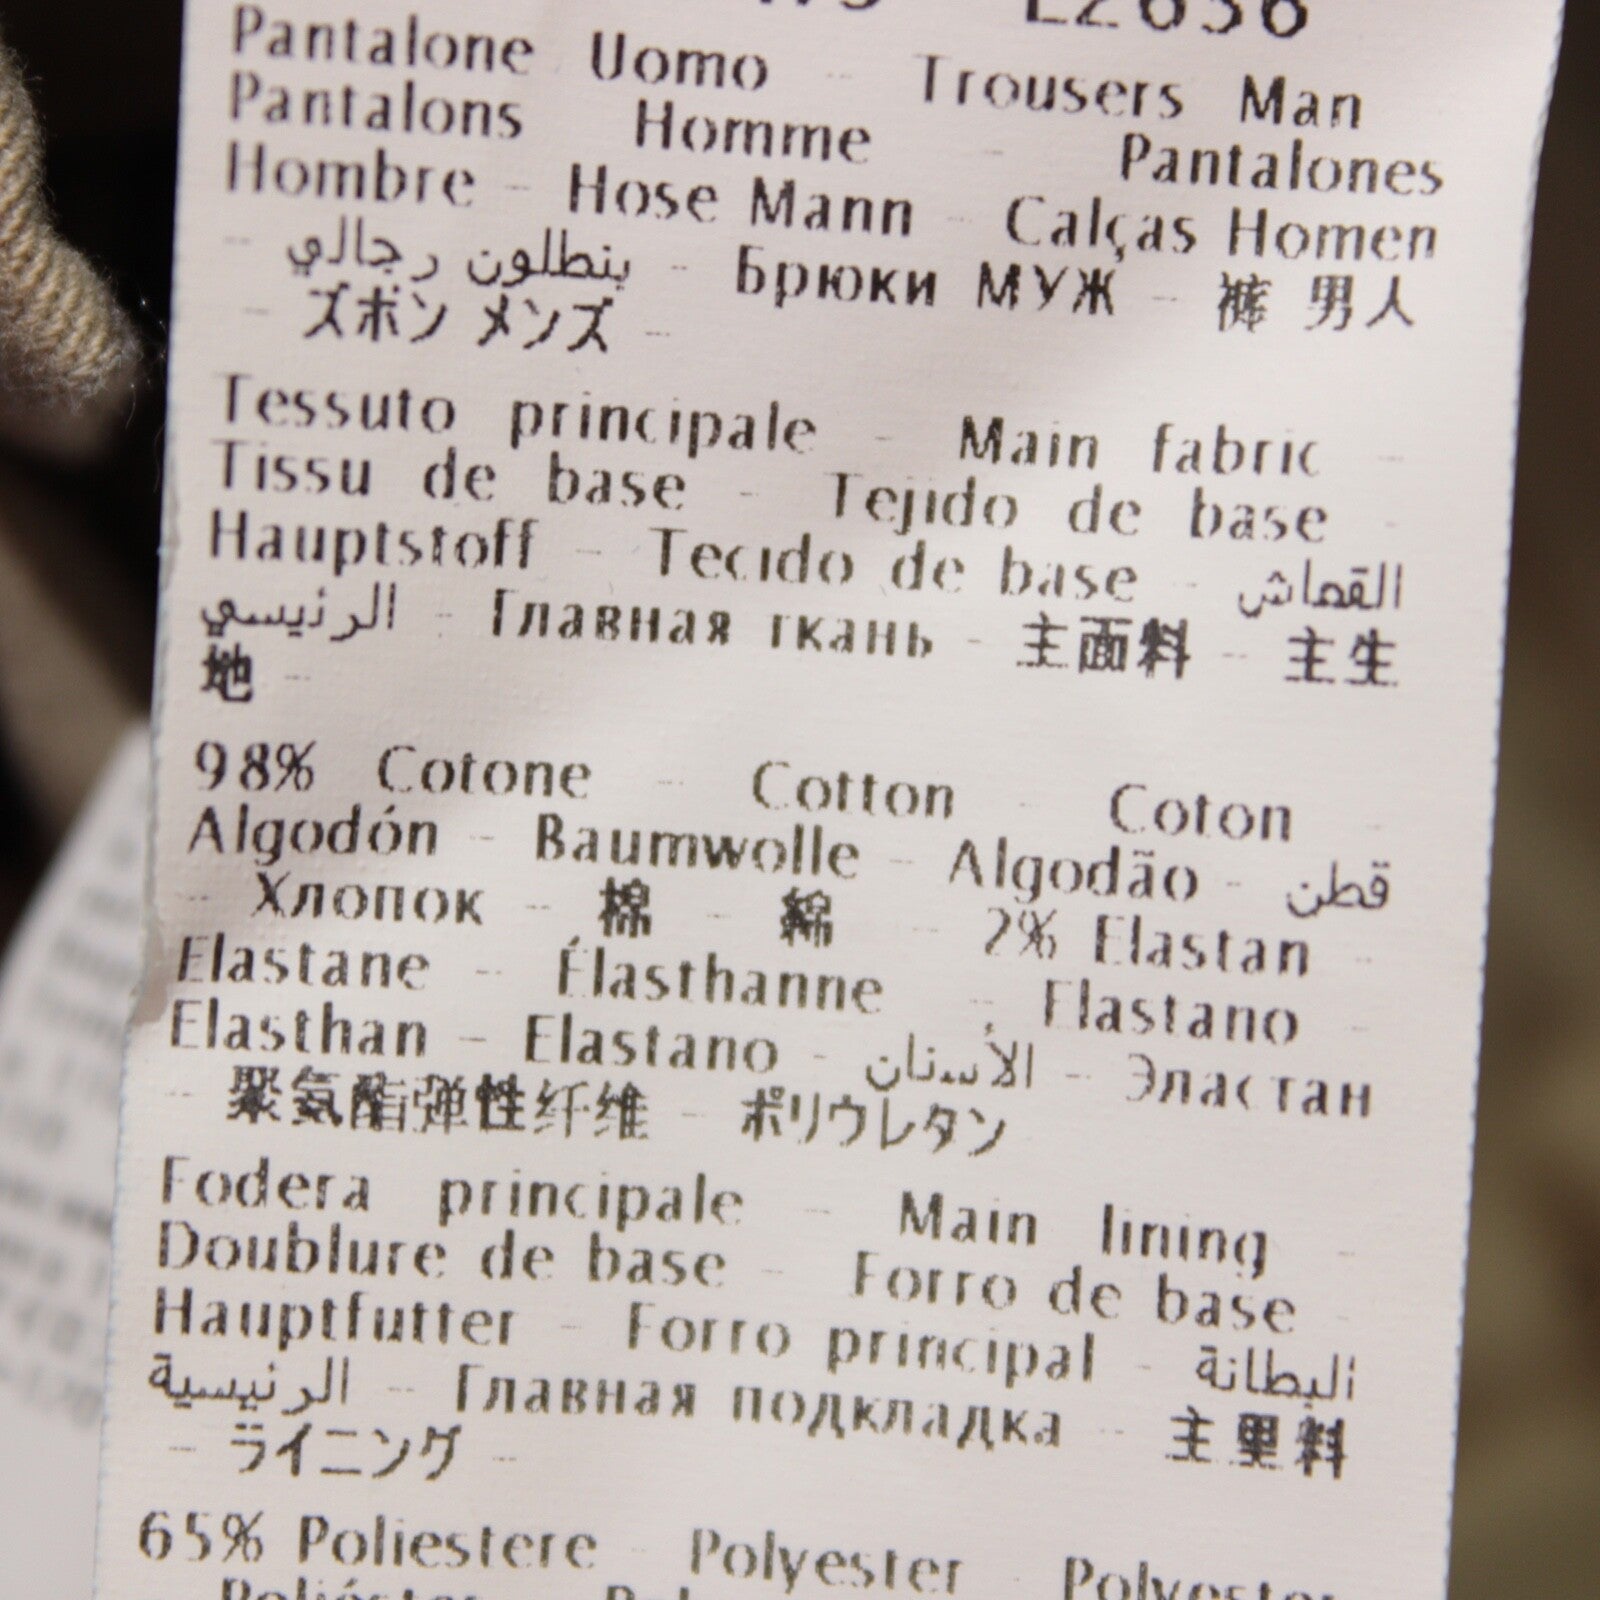 L2656
Pantalone Uomo - Trousers Man
Pantalons Homme - Pantalones
Hombre - Hose Mann - Calças Homen
- بنطلون رجالي - Брюки МУЖ - 裤 男人
- ズボン メンズ -
Tessuto principale - Main fabric -
Tissu de base - Tejido de base -
Hauptstoff - Tecido de base - القماش
الرئيسي - Главная ткань - 主面料 - 主生
地 -
98% Cotone - Cotton - Coton -
Algodón - Baumwolle - Algodão - قطن
- Хлопок - 棉 - 綿 - 2% Elastan -
Elastane - Élasthanne - Elastano -
Elasthan - Elastano - الأستان - Эластан
- 聚氨酯弹性纤维 - ポリウレタン
Fodera principale - Main lining -
Doublure de base - Forro de base -
Hauptfutter - Forro principal - البطانة
الرئيسية - Главная подкладка - 主里料
- ライニング -
65% Poliestere - Polyester - Polyester
- Poliéster -